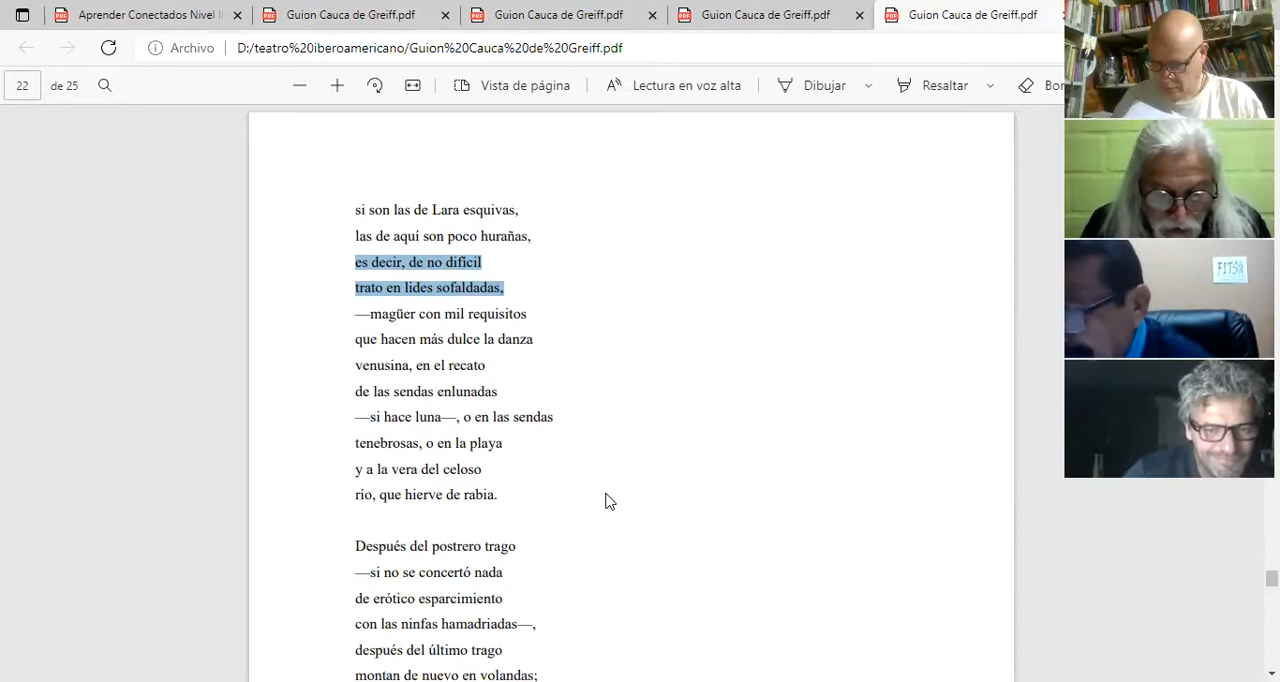 Aprender Conectados Nivel I
Guion Cauca de Greiff.pdf
Guion Cauca de Greiff.pdf
Guion Cauca de Greiff.pdf
Guion Cauca de Greiff.pdf
Archivo
D:/teatro%20iberoamericano/Guion%20Cauca%20de%20Greiff.pdf
22
de 25
Vista de página
Lectura en voz alta
Dibujar
Resaltar
Bor
si son las de Lara esquivas,
las de aquí son poco hurañas,
es decir, de no difícil
trato en lides sofaldadas,
—magüer con mil requisitos
que hacen más dulce la danza
venusina, en el recato
de las sendas enlunadas
—si hace luna—, o en las sendas
tenebrosas, o en la playa
y a la vera del celoso
río, que hierve de rabia.
Después del postrero trago
—si no se concertó nada
de erótico esparcimiento
con las ninfas hamadriadas—,
después del último trago
montan de nuevo en volandas;